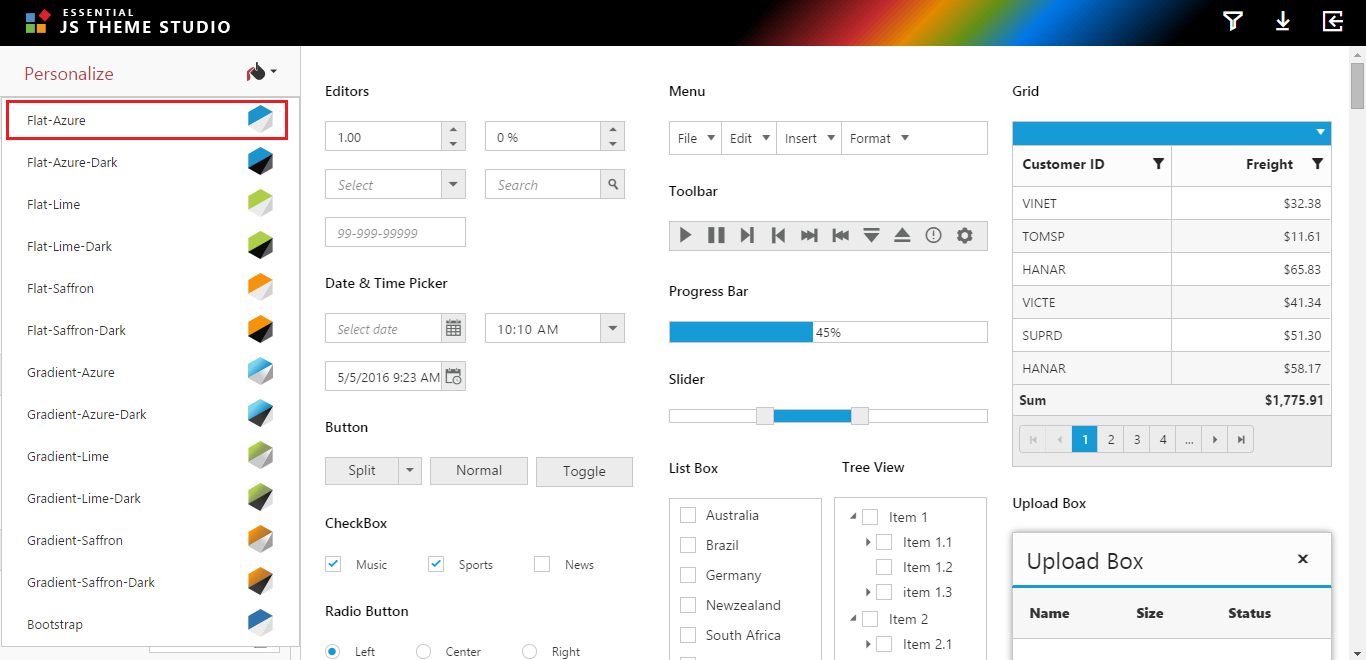 ESSENTIAL
JS THEME STUDIO
Personalize
Flat-Azure
Flat-Azure-Dark
Flat-Lime
Flat-Lime-Dark
Flat-Saffron
Flat-Saffron-Dark
Gradient-Azure
Gradient-Azure-Dark
Gradient-Lime
Gradient-Lime-Dark
Gradient-Saffron
Gradient-Saffron-Dark
Bootstrap
Editors
1.00
0 %
Select
Search
99-999-99999
Date & Time Picker
Select date
10:10 AM
5/5/2016 9:23 AM
Button
Split
Normal
Toggle
CheckBox
Music
Sports
News
Radio Button
Left
Center
Right
Menu
File
Edit
Insert
Format
Toolbar
Progress Bar
45%
Slider
List Box
Australia
Brazil
Germany
Newzealand
South Africa
Tree View
Item 1
Item 1.1
Item 1.2
item 1.3
Item 2
Item 2.1
Grid
Customer ID Freight
VINET $32.38
TOMSP $11.61
HANAR $65.83
VICTE $41.34
SUPRD $51.30
HANAR $58.17
Sum $1,775.91
1 2 3 4 ...
Upload Box
Upload Box
Name Size Status